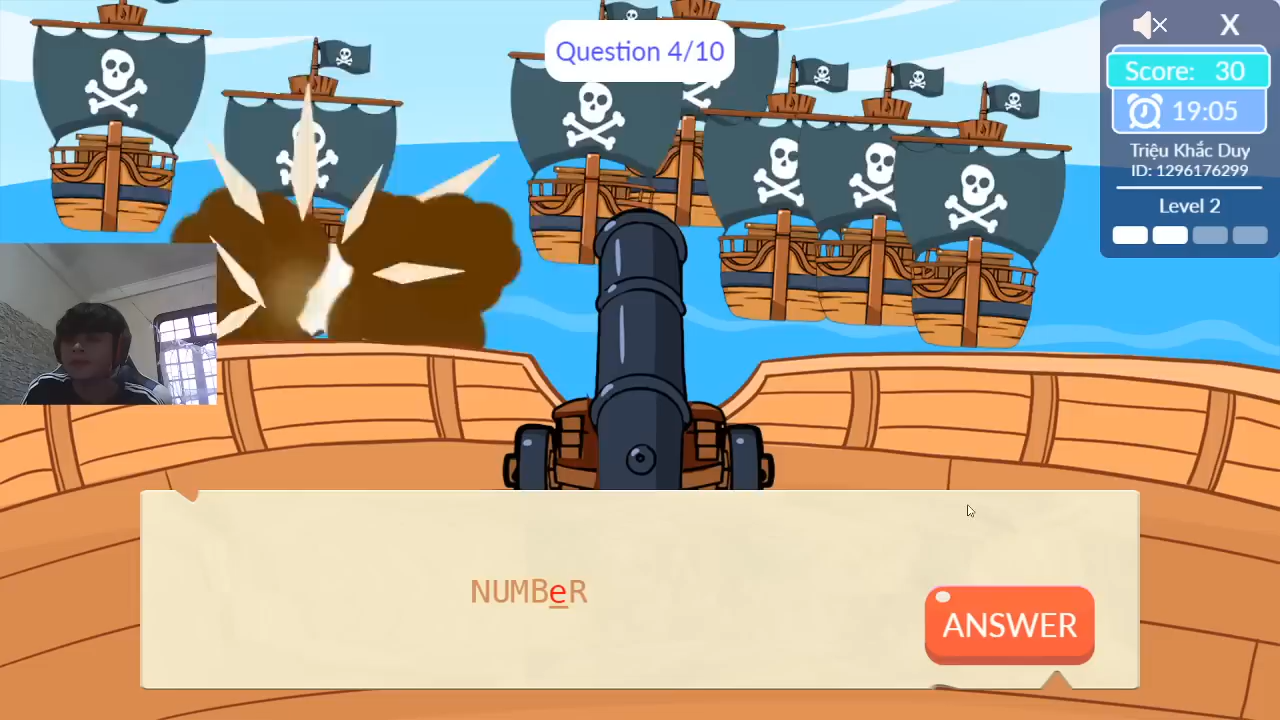 Question 4/10
X
Score: 30
19:05
Triệu Khắc Duy
ID: 1296176299
Level 2
NUMBeR
ANSWER